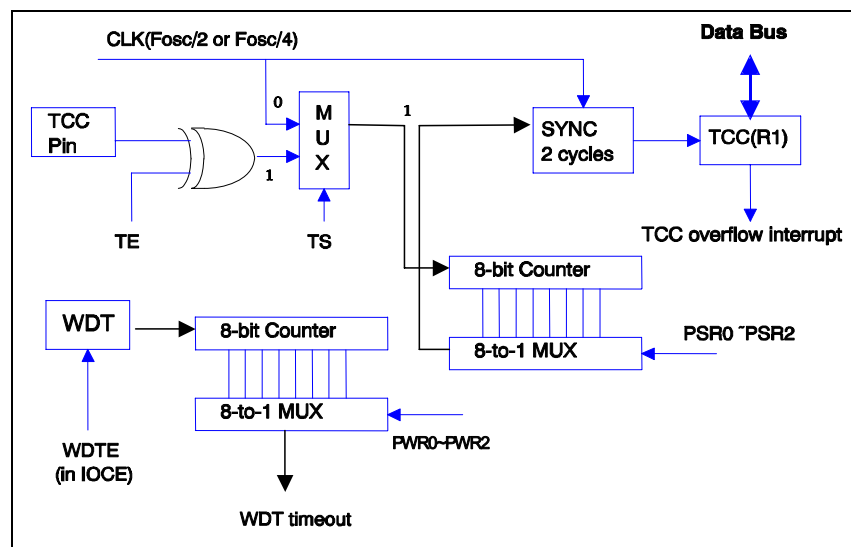 CLK(Fosc/2 or Fosc/4)
Data Bus
0
1
TCC
Pin
M
U
X
SYNC
2 cycles
TCC(R1)
1
TE
TS
TCC overflow interrupt
8-bit Counter
WDT
8-bit Counter
PSR0 ~PSR2
8-to-1 MUX
8-to-1 MUX
PWR0~PWR2
WDTE
(in IOCE)
WDT timeout